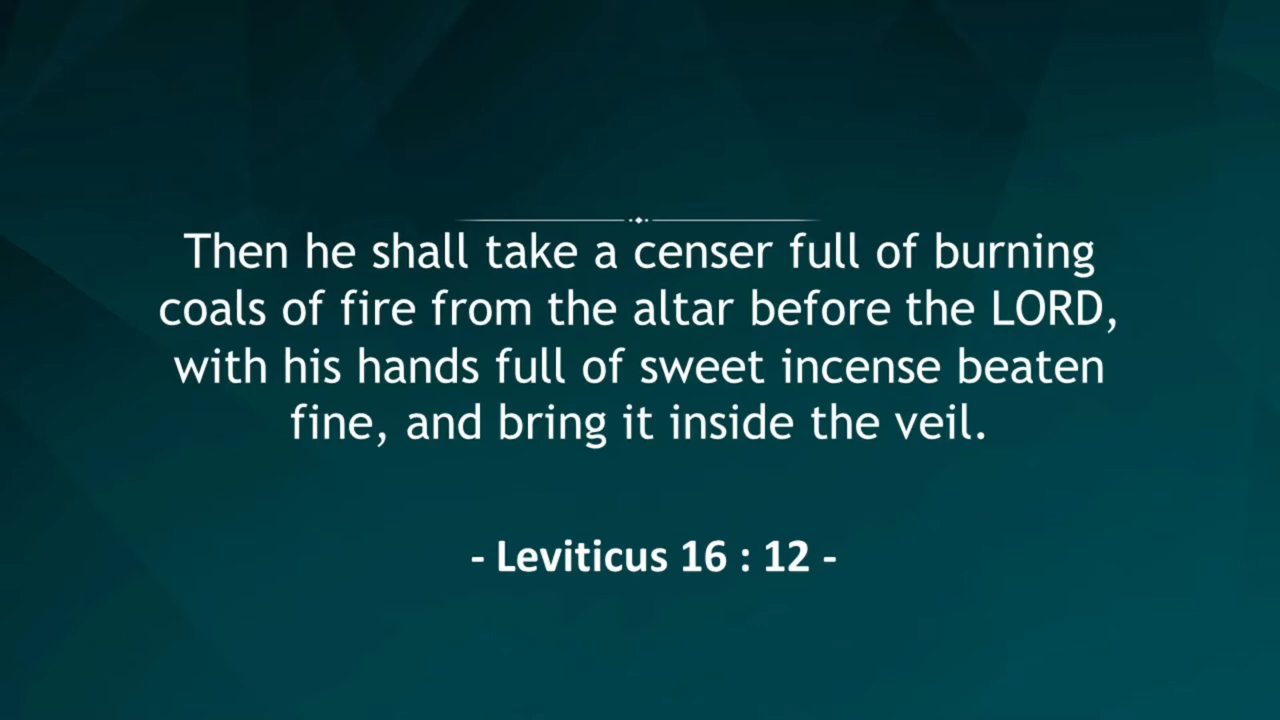 Then he shall take a censer full of burning
coals of fire from the altar before the LORD,
with his hands full of sweet incense beaten
fine, and bring it inside the veil.
- Leviticus 16 : 12 -